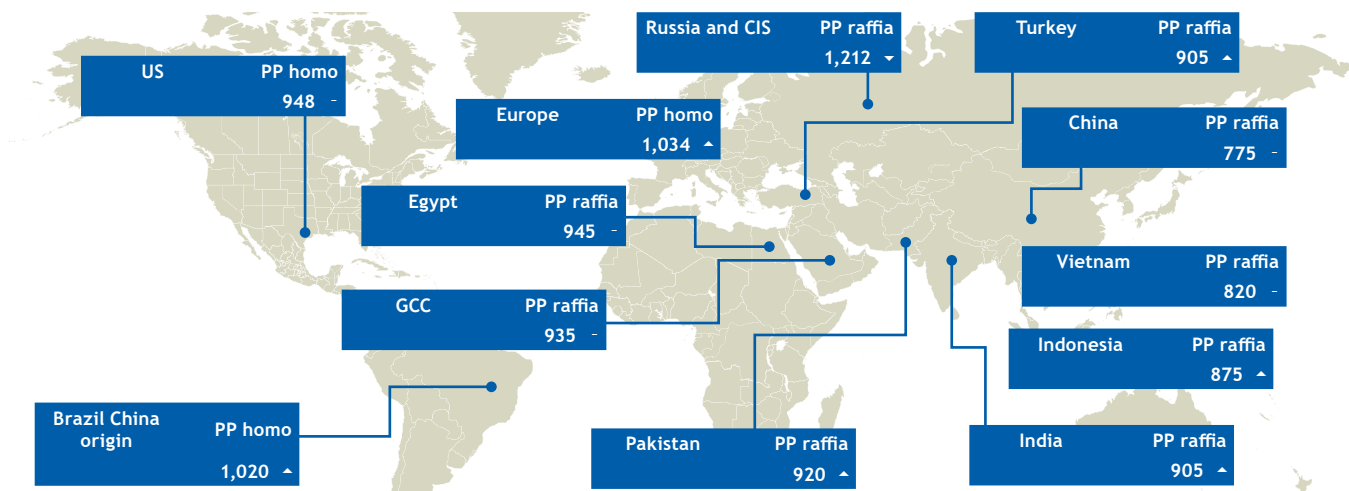 Russia and CIS PP raffia
1,212 ▾
Turkey PP raffia
905 ▴
US PP homo
948 –
Europe PP homo
1,034 ▴
China PP raffia
775 –
Egypt PP raffia
945 –
Vietnam PP raffia
820 –
GCC PP raffia
935 –
Indonesia PP raffia
875 ▴
Brazil China
origin PP homo
1,020 ▴
Pakistan PP raffia
920 ▴
India PP raffia
905 ▴